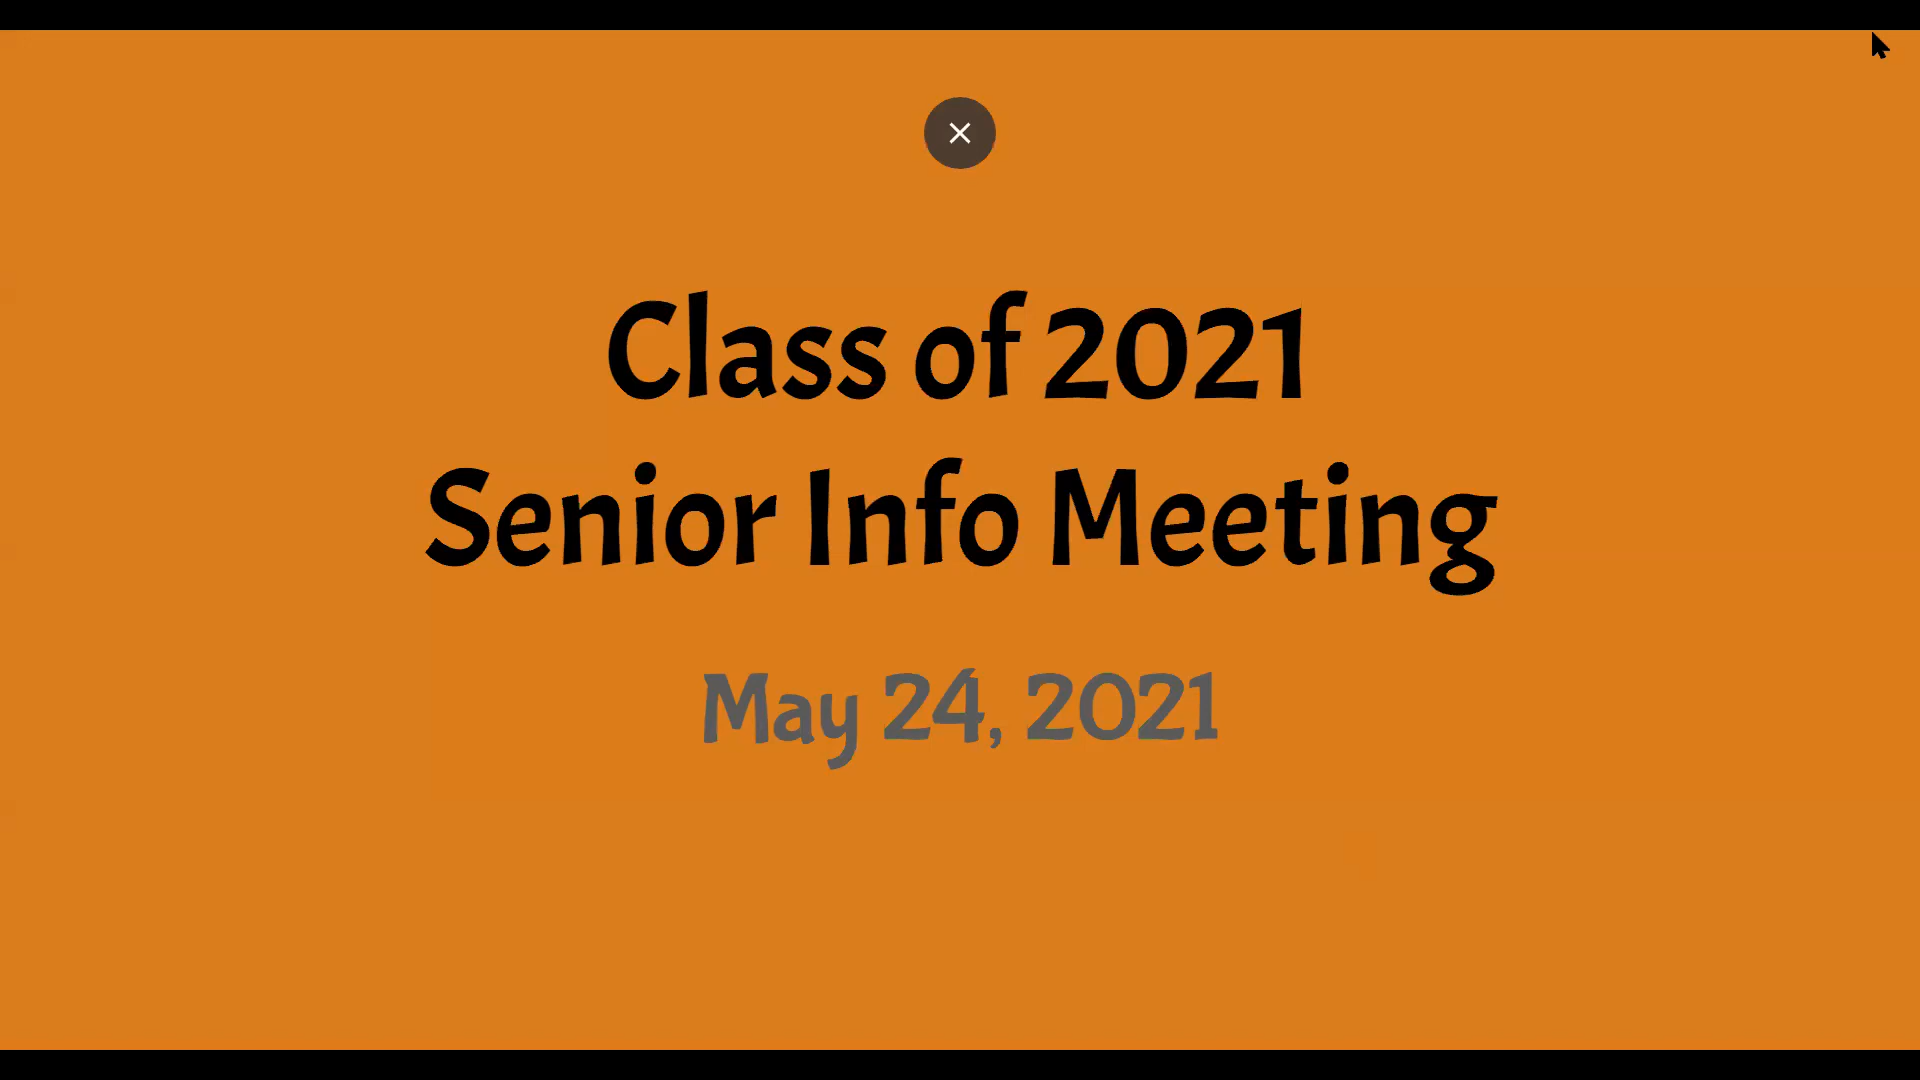 Class of 2021
Senior Info Meeting
May 24, 2021